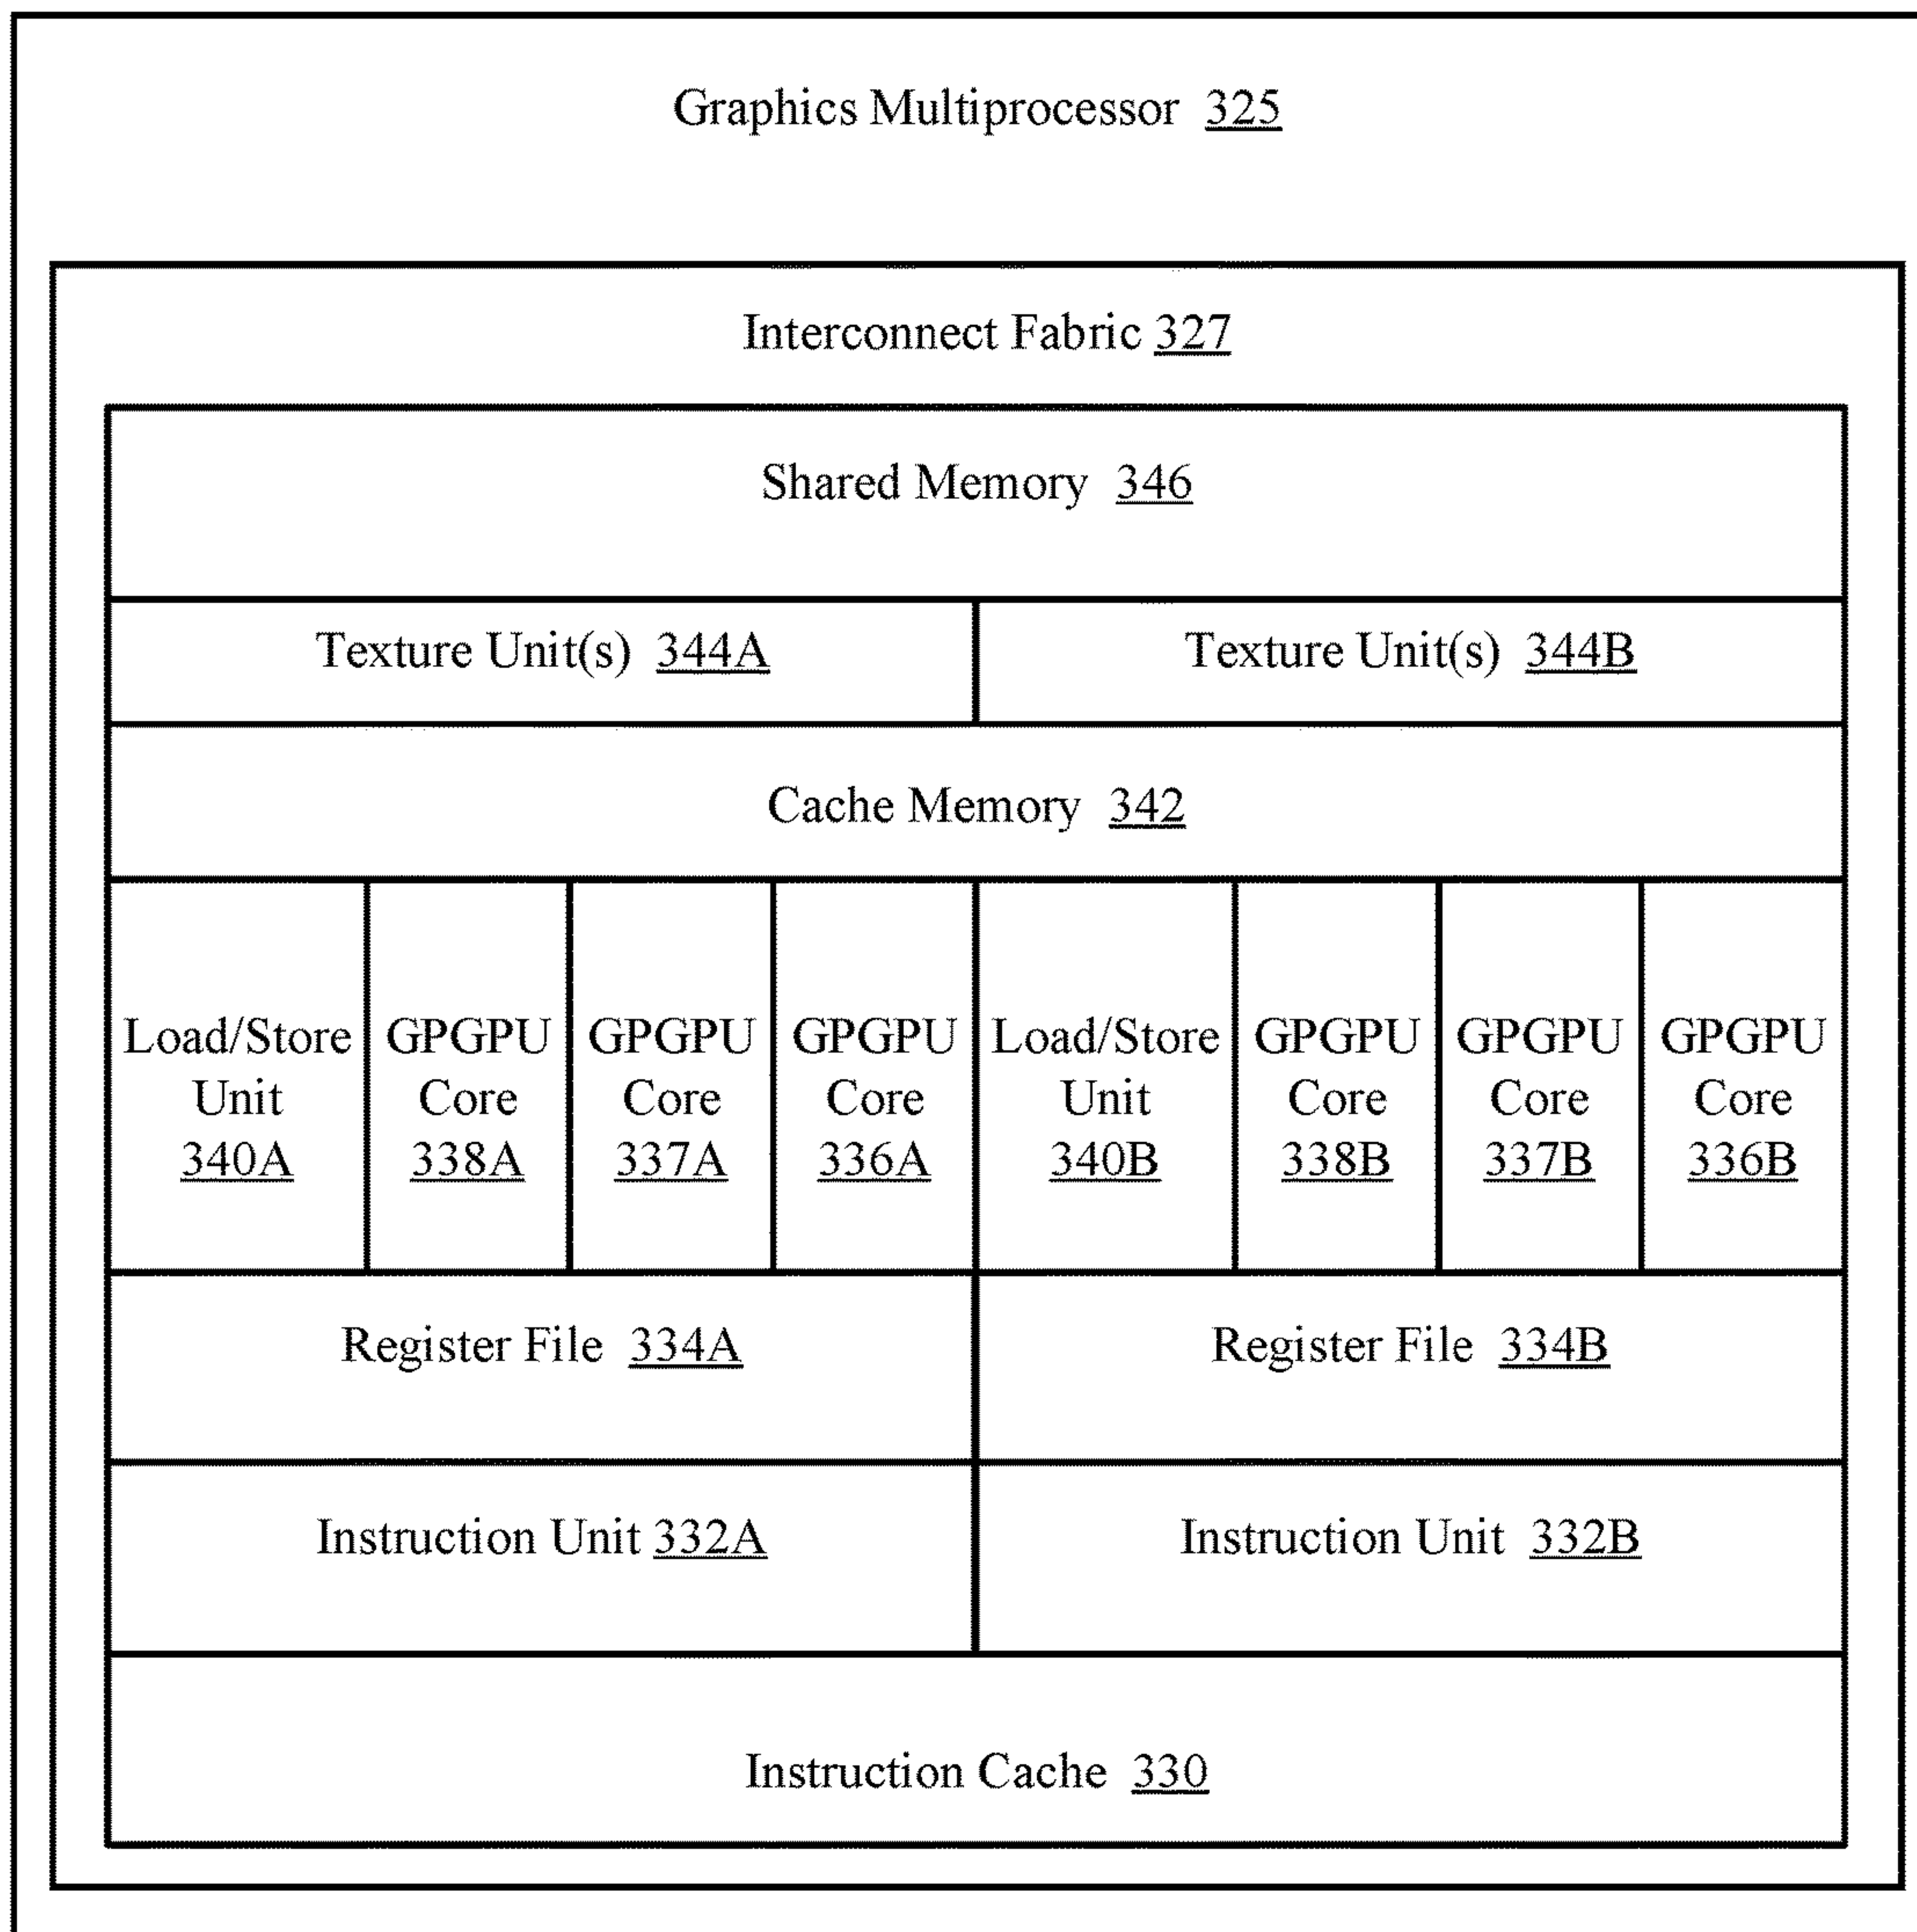 Graphics Multiprocessor 325
Interconnect Fabric 327
Shared Memory 346
Texture Unit(s) 344A
Texture Unit(s) 344B
Cache Memory 342
Load/Store
Unit
340A
GPGPU
Core
338A
GPGPU
Core
337A
GPGPU
Core
336A
Load/Store
Unit
340B
GPGPU
Core
338B
GPGPU
Core
337B
GPGPU
Core
336B
Register File 334A
Register File 334B
Instruction Unit 332A
Instruction Unit 332B
Instruction Cache 330